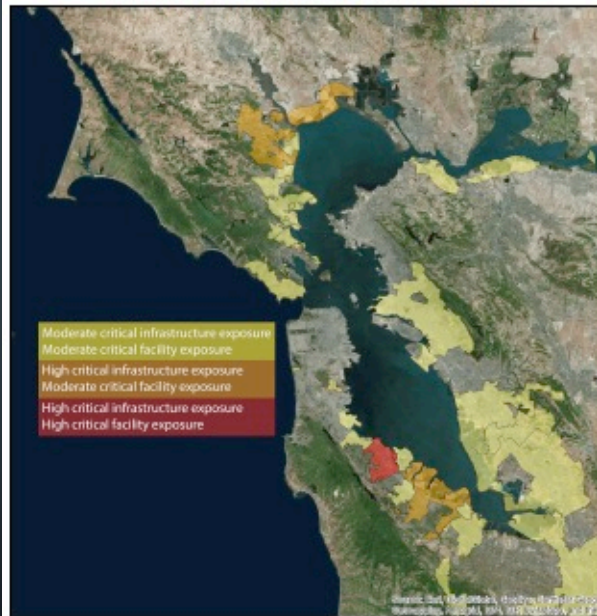 Moderate critical infrastructure exposure
Moderate critical facility exposure
High critical infrastructure exposure
Moderate critical facility exposure
High critical infrastructure exposure
High critical facility exposure